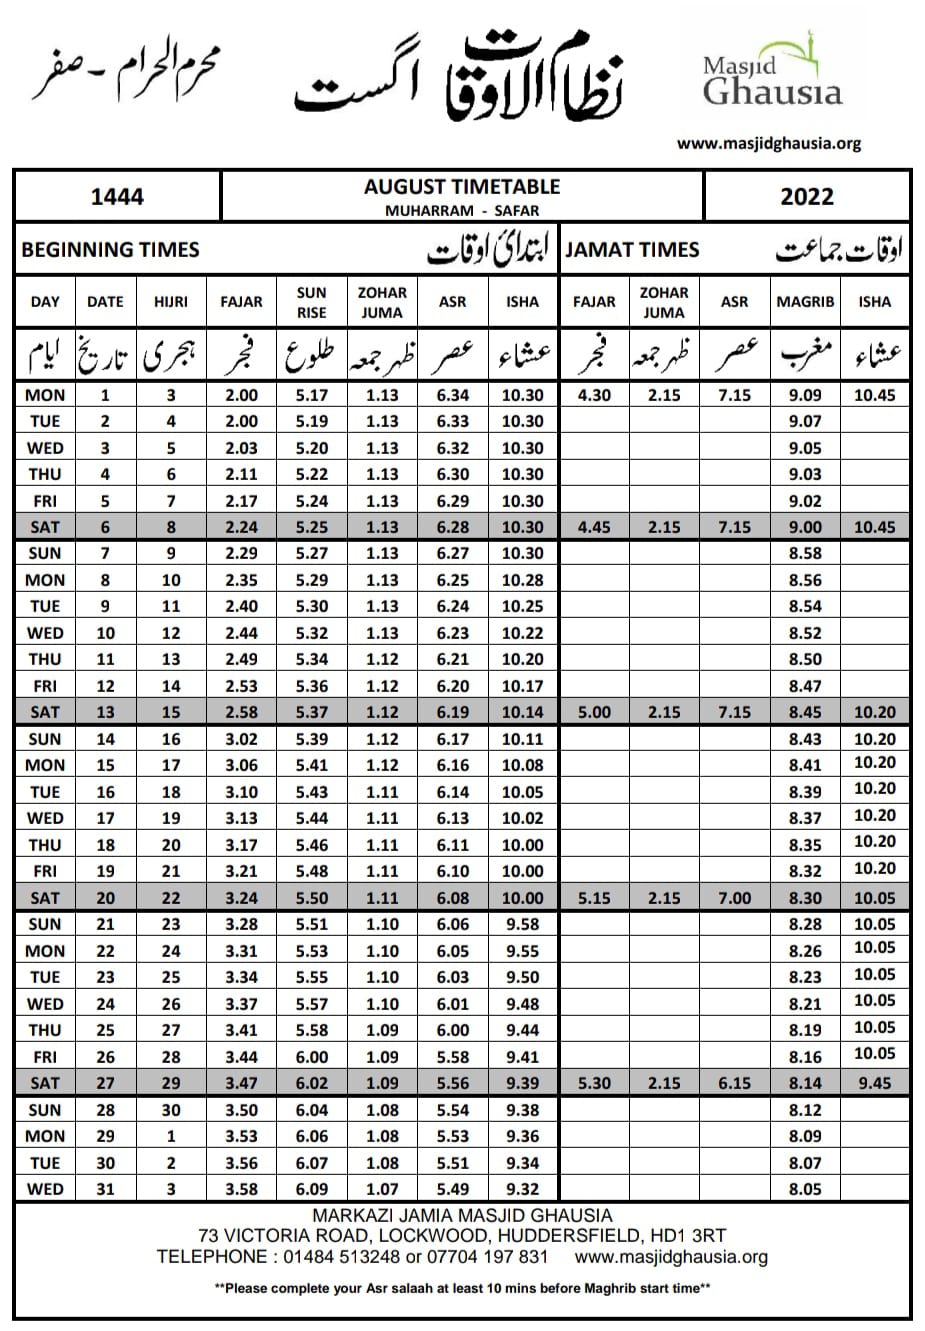 محرم الحرام - صفر
نظام الاوقات اگست
Masjid
Ghausia
www.masjidghausia.org
1444 AUGUST TIMETABLE 2022
MUHARRAM - SAFAR
BEGINNING TIMES ابتدائ اوقات JAMAT TIMES اوقات جماعت
DAY DATE HIJRI FAJAR SUN RISE ZOHAR JUMA ASR ISHA FAJAR ZOHAR JUMA ASR MAGRIB ISHA
ایام تاریخ ہجری فجر طلوع ظہر جمعہ عصر عشاء فجر ظہر جمعہ عصر مغرب عشاء
MON 1 3 2.00 5.17 1.13 6.34 10.30 4.30 2.15 7.15 9.09 10.45
TUE 2 4 2.00 5.19 1.13 6.33 10.30 9.07
WED 3 5 2.03 5.20 1.13 6.32 10.30 9.05
THU 4 6 2.11 5.22 1.13 6.30 10.30 9.03
FRI 5 7 2.17 5.24 1.13 6.29 10.30 9.02
SAT 6 8 2.24 5.25 1.13 6.28 10.30 4.45 2.15 7.15 9.00 10.45
SUN 7 9 2.29 5.27 1.13 6.27 10.30 8.58
MON 8 10 2.35 5.29 1.13 6.25 10.28 8.56
TUE 9 11 2.40 5.30 1.13 6.24 10.25 8.54
WED 10 12 2.44 5.32 1.13 6.23 10.22 8.52
THU 11 13 2.49 5.34 1.12 6.21 10.20 8.50
FRI 12 14 2.53 5.36 1.12 6.20 10.17 8.47
SAT 13 15 2.58 5.37 1.12 6.19 10.14 5.00 2.15 7.15 8.45 10.20
SUN 14 16 3.02 5.39 1.12 6.17 10.11 8.43 10.20
MON 15 17 3.06 5.41 1.12 6.16 10.08 8.41 10.20
TUE 16 18 3.10 5.43 1.11 6.14 10.05 8.39 10.20
WED 17 19 3.13 5.44 1.11 6.13 10.02 8.37 10.20
THU 18 20 3.17 5.46 1.11 6.11 10.00 8.35 10.20
FRI 19 21 3.21 5.48 1.11 6.10 10.00 8.32 10.20
SAT 20 22 3.24 5.50 1.11 6.08 10.00 5.15 2.15 7.00 8.30 10.05
SUN 21 23 3.28 5.51 1.10 6.06 9.58 8.28 10.05
MON 22 24 3.31 5.53 1.10 6.05 9.55 8.26 10.05
TUE 23 25 3.34 5.55 1.10 6.03 9.50 8.23 10.05
WED 24 26 3.37 5.57 1.10 6.01 9.48 8.21 10.05
THU 25 27 3.41 5.58 1.09 6.00 9.44 8.19 10.05
FRI 26 28 3.44 6.00 1.09 5.58 9.41 8.16 10.05
SAT 27 29 3.47 6.02 1.09 5.56 9.39 5.30 2.15 6.15 8.14 9.45
SUN 28 30 3.50 6.04 1.08 5.54 9.38 8.12
MON 29 1 3.53 6.06 1.08 5.53 9.36 8.09
TUE 30 2 3.56 6.07 1.08 5.51 9.34 8.07
WED 31 3 3.58 6.09 1.07 5.49 9.32 8.05
MARKAZI JAMIA MASJID GHAUSIA
73 VICTORIA ROAD, LOCKWOOD, HUDDERSFIELD, HD1 3RT
TELEPHONE : 01484 513248 or 07704 197 831 www.masjidghausia.org
**Please complete your Asr salaah at least 10 mins before Maghrib start time**